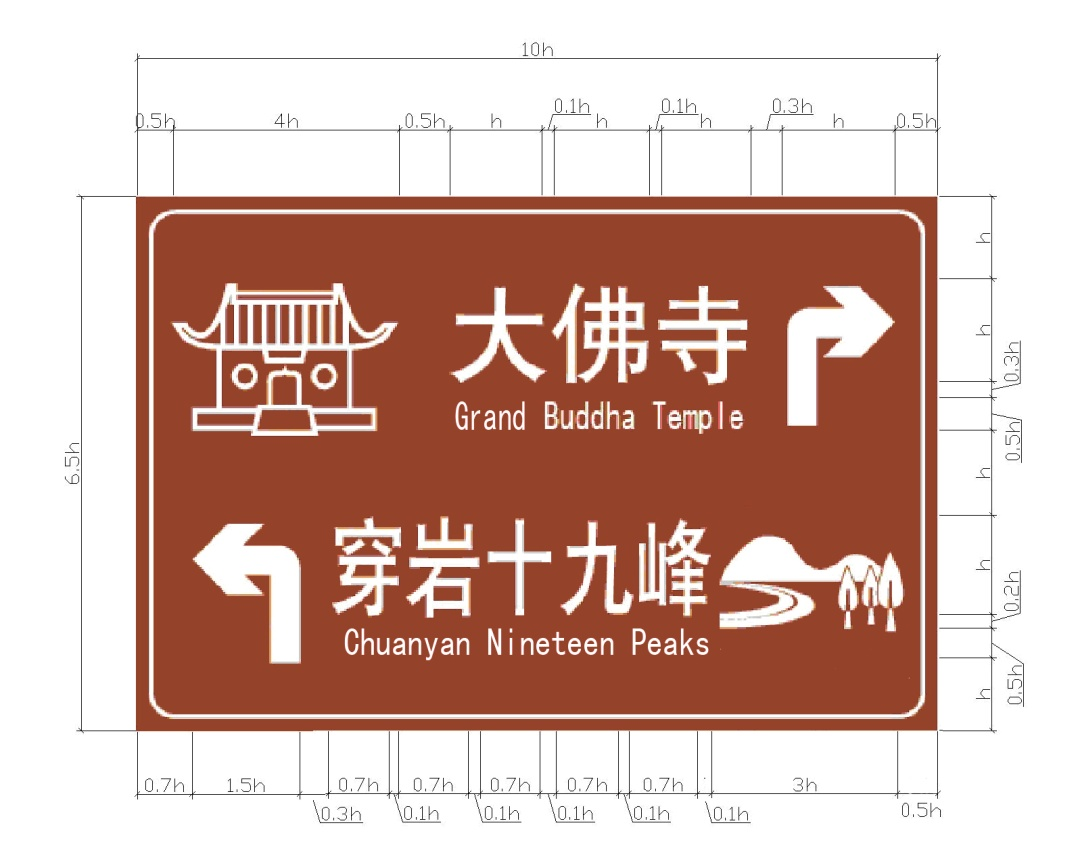 10h
0.5h 4h 0.5h h 0.1h h 0.1h h 0.3h h 0.5h
6.5h
大佛寺
Grand Buddha Temple
穿岩十九峰
Chuanyan Nineteen Peaks
h
h
0.3h
0.5h
h
h
0.2h
0.5h
h
0.7h 1.5h 0.7h 0.7h 0.7h 0.7h 0.7h 3h
0.3h 0.1h 0.1h 0.1h 0.1h 0.1h 0.5h